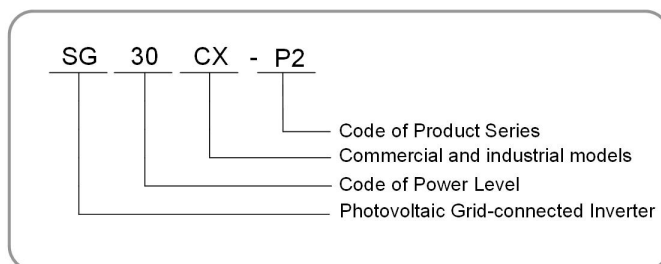 SG 30 CX - P2
Code of Product Series
Commercial and industrial models
Code of Power Level
Photovoltaic Grid-connected Inverter